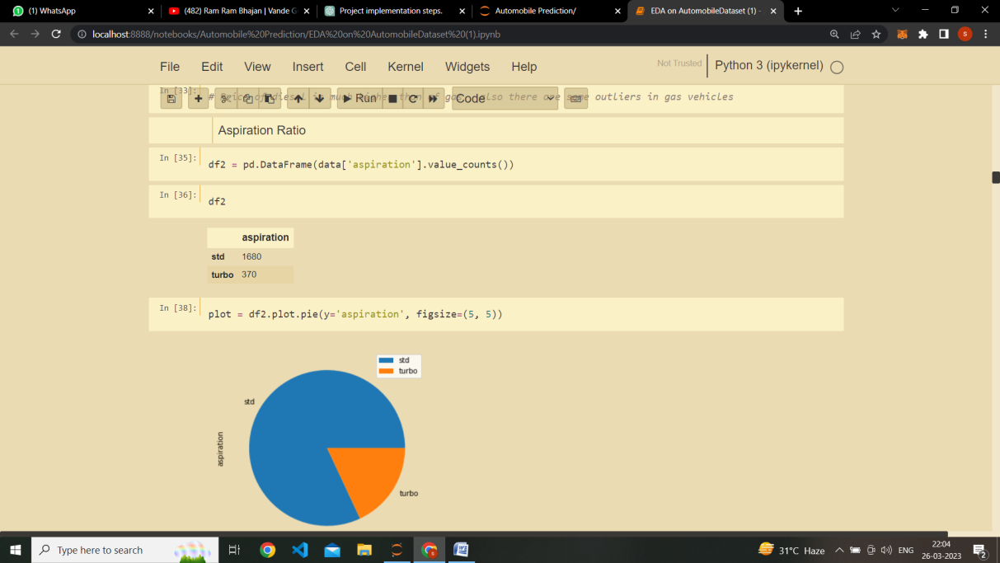 (1) WhatsApp
(482) Ram Ram Bhajan | Vande G
Project implementation steps.
Automobile Prediction/
EDA on AutomobileDataset (1) -
localhost:8888/notebooks/Automobile%20Prediction/EDA%20on%20AutomobileDataset%20(1).ipynb
File Edit View Insert Cell Kernel Widgets Help
Not Trusted Python 3 (ipykernel)
Run Code
In [33]: # of diesel is much than of gas also there are some outliers in gas vehicles
Aspiration Ratio
In [35]: df2 = pd.DataFrame(data['aspiration'].value_counts())
In [36]: df2
aspiration
std 1680
turbo 370
In [38]: plot = df2.plot.pie(y='aspiration', figsize=(5, 5))
std
turbo
std
aspiration
turbo
Type here to search
31°C Haze
ENG
22:04
26-03-2023
2